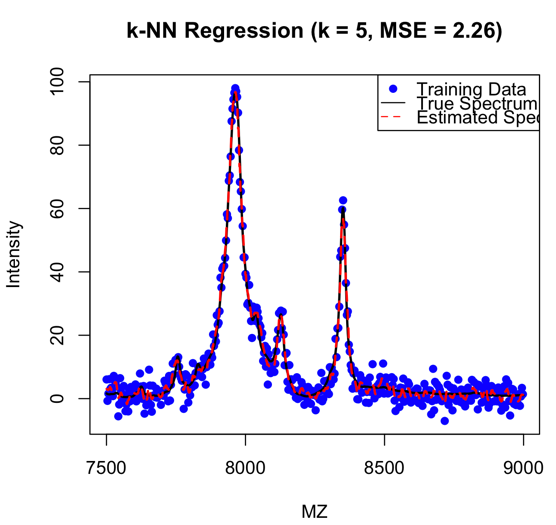 k-NN Regression (k = 5, MSE = 2.26)
Training Data
True Spectrum
Estimated Spec
Intensity
100
80
60
40
20
0
7500 8000 8500 9000
MZ